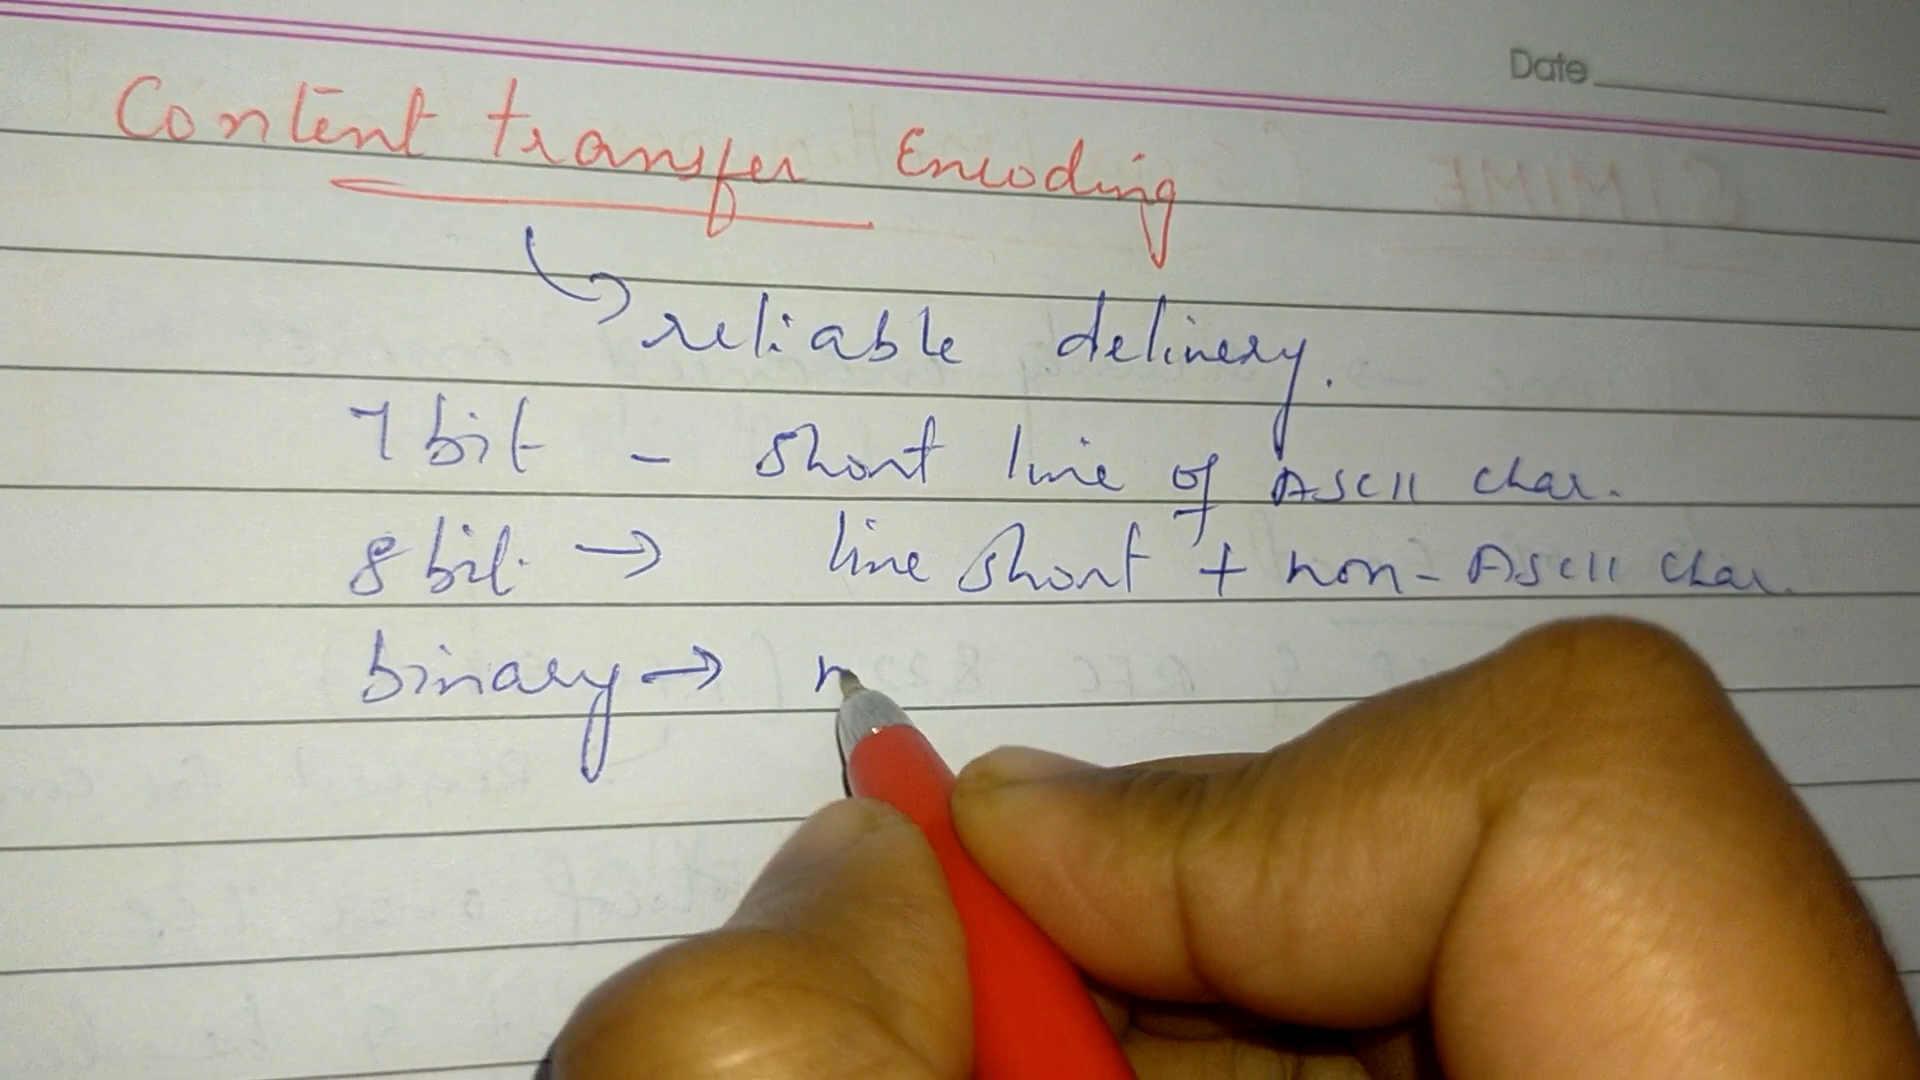 Date
Content transfer Encoding
reliable delivery.
7 bit - short line of ASCII char.
8 bit. → line short + non-ASCII char.
binary → n